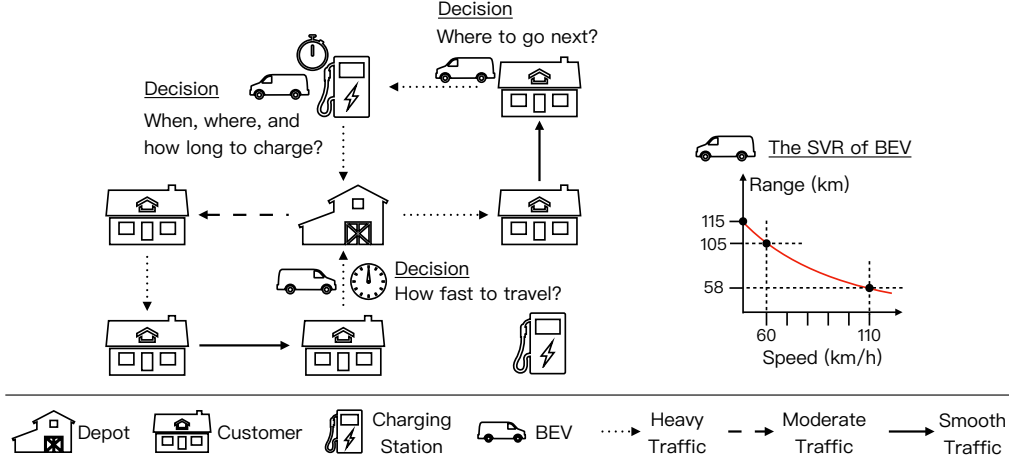 Decision
Where to go next?
Decision
When, where, and
how long to charge?
Decision
How fast to travel?
The SVR of BEV
Range (km)
115
105
58
60
110
Speed (km/h)
Depot
Customer
Charging
Station
BEV
Heavy
Traffic
Moderate
Traffic
Smooth
Traffic